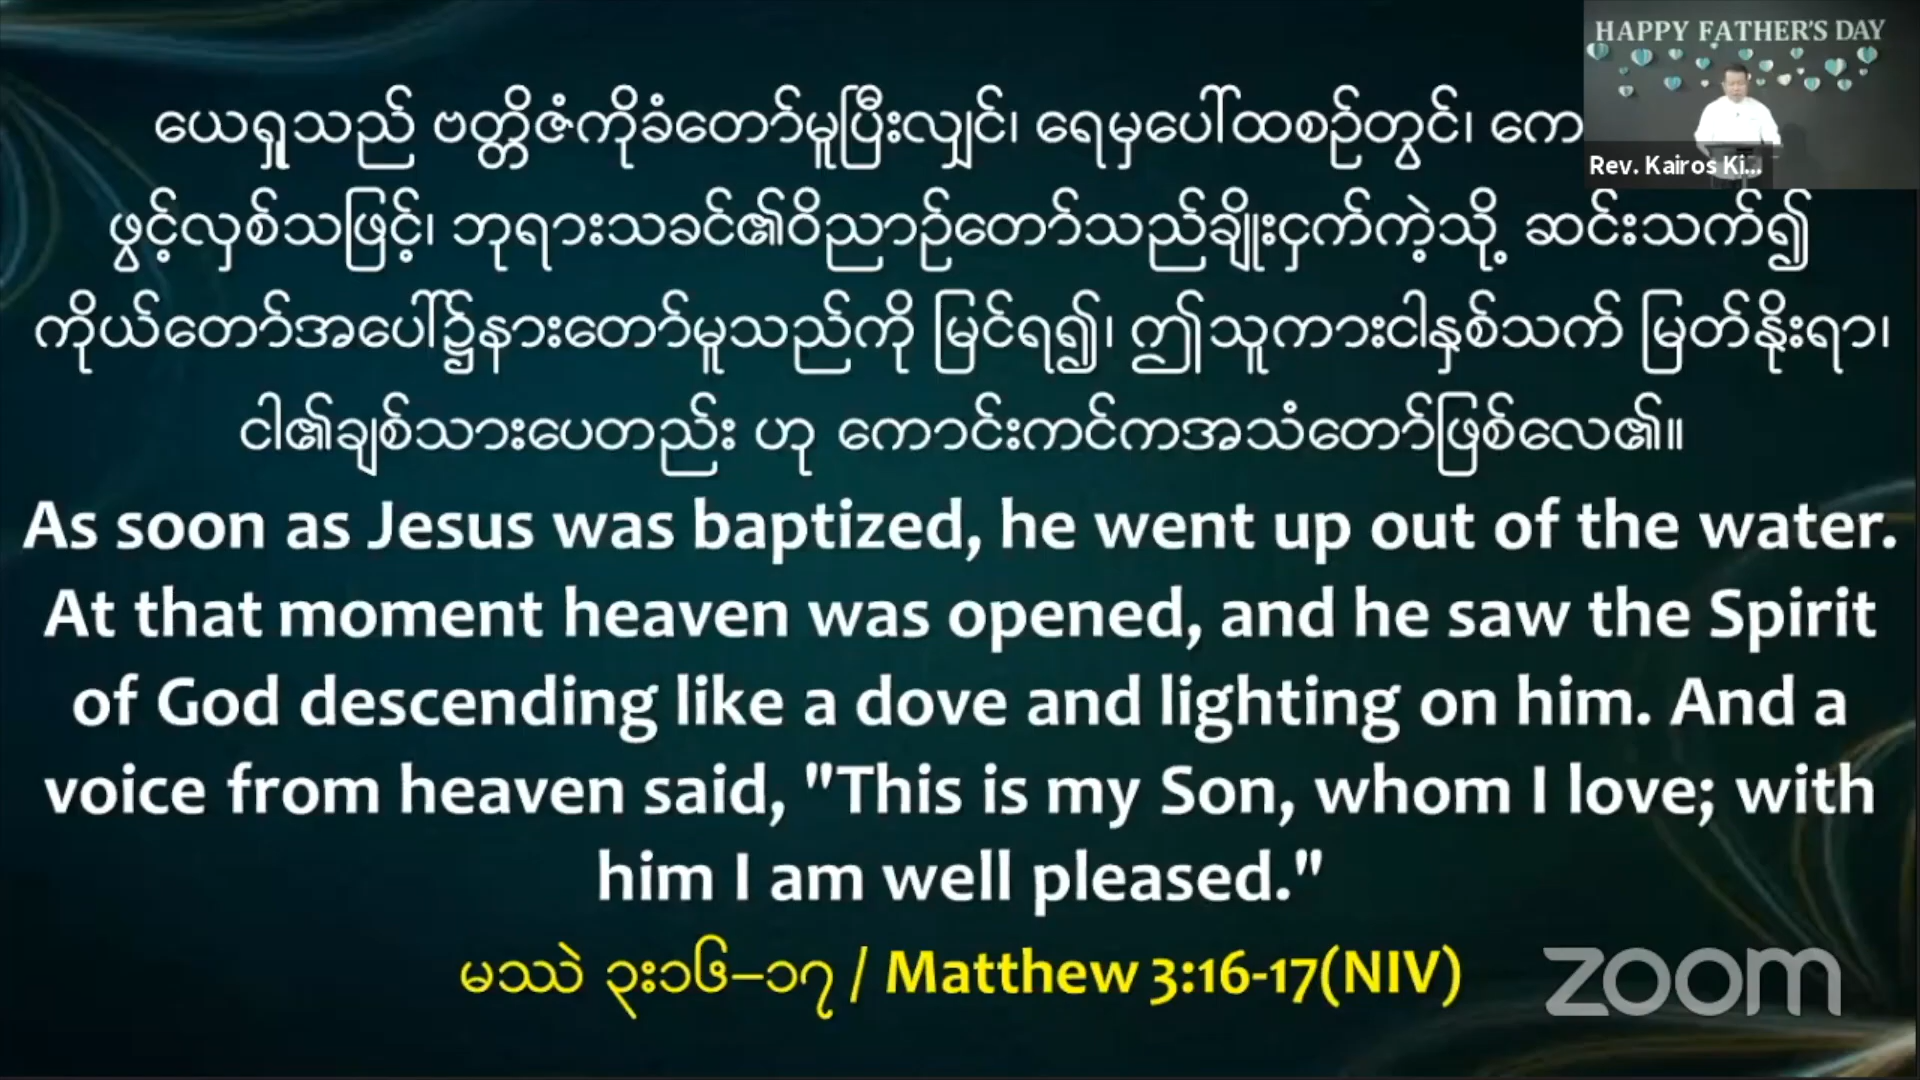 HAPPY FATHER'S DAY
Rev. Kairos Ki...
ယေရှုသည် ဗတ္တိဇံကိုခံတော်မူပြီးလျှင်၊ ရေမှပေါ်ထစဉ်တွင်၊ ကေ
ဖွင့်လှစ်သဖြင့်၊ ဘုရားသခင်၏ဝိညာဉ်တော်သည်ချိုးငှက်ကဲ့သို့ ဆင်းသက်၍
ကိုယ်တော်အပေါ်၌နားတော်မူသည်ကို မြင်ရ၍၊ ဤသူကားငါနှစ်သက် မြတ်နိုးရာ၊
ငါ၏ချစ်သားပေတည်း ဟု ကောင်းကင်ကအသံတော်ဖြစ်လေ၏။
As soon as Jesus was baptized, he went up out of the water.
At that moment heaven was opened, and he saw the Spirit
of God descending like a dove and lighting on him. And a
voice from heaven said, "This is my Son, whom I love; with
him I am well pleased."
မဿဲ ၃း၁၆–၁၇ / Matthew 3:16-17(NIV)
zoom